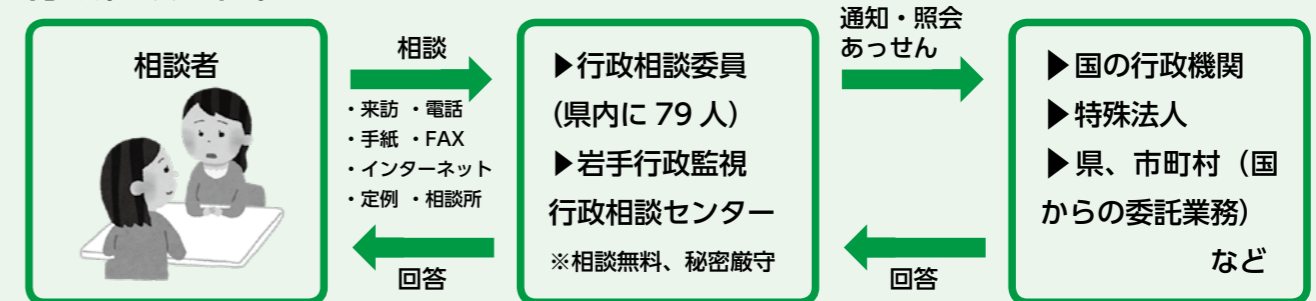 相談者
相談
・来訪 ・電話
・手紙 ・FAX
・インターネット
・定例 ・相談所
回答
▶行政相談委員
(県内に 79 人)
▶岩手行政監視
行政相談センター
※相談無料、秘密厳守
通知・照会
あっせん
回答
▶国の行政機関
▶特殊法人
▶県、市町村(国
からの委託業務)
など